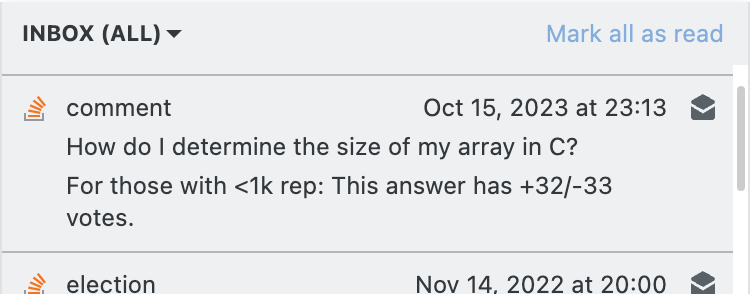 INBOX (ALL)
Mark all as read
comment
Oct 15, 2023 at 23:13
How do I determine the size of my array in C?
For those with <1k rep: This answer has +32/-33
votes.
election
Nov 14, 2022 at 20:00